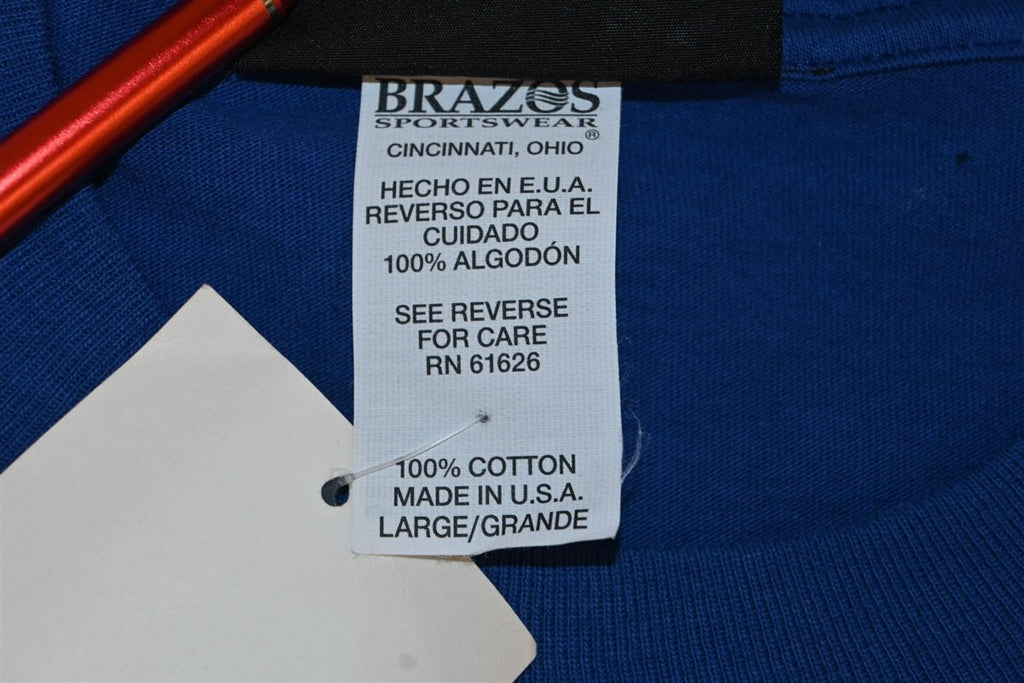 BRAZOS
SPORTSWEAR®
CINCINNATI, OHIO
HECHO EN E.U.A.
REVERSO PARA EL
CUIDADO
100% ALGODÓN
SEE REVERSE
FOR CARE
RN 61626
100% COTTON
MADE IN U.S.A.
LARGE/GRANDE